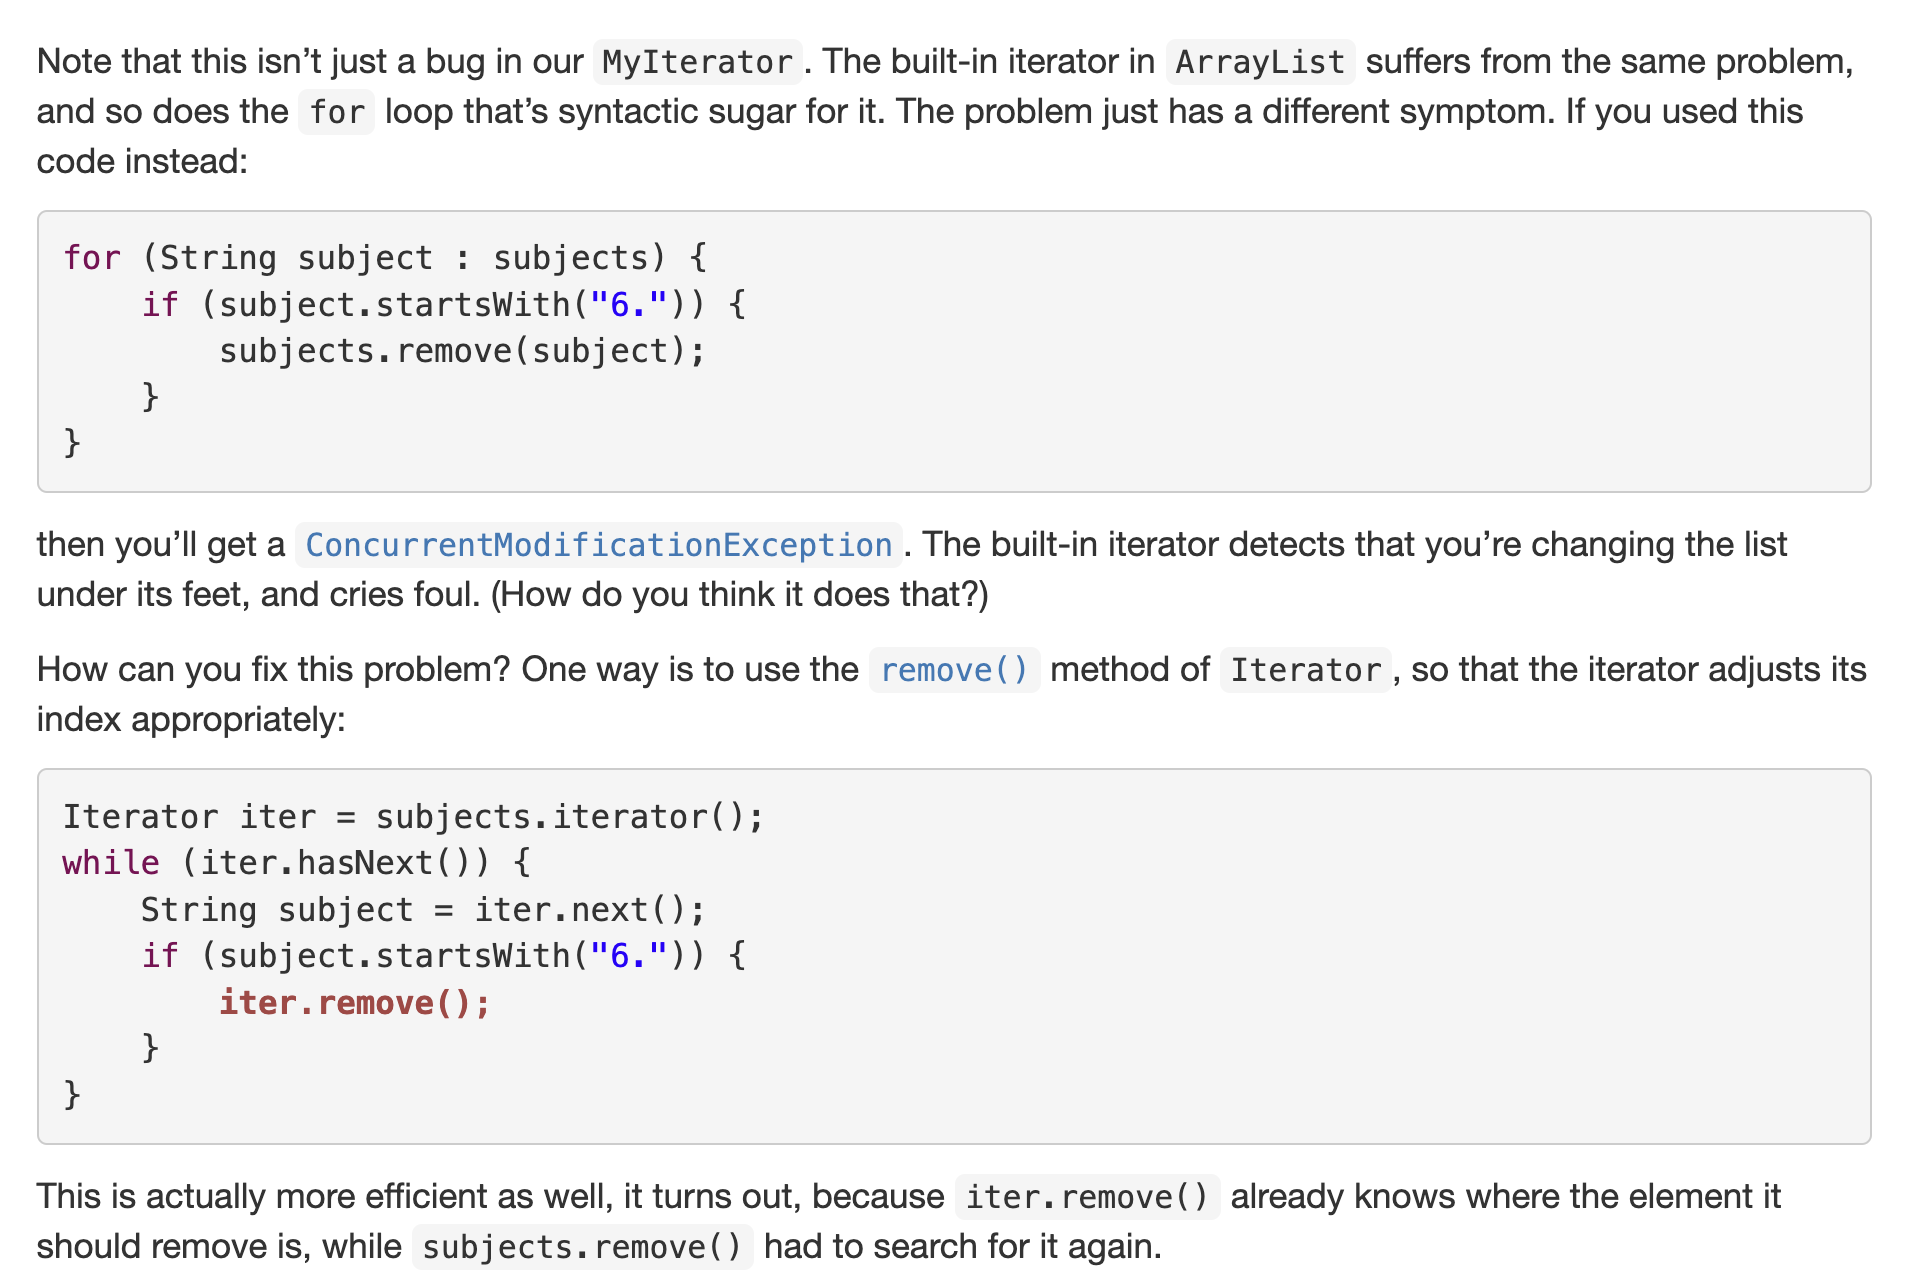 Note that this isn’t just a bug in our MyIterator. The built-in iterator in ArrayList suffers from the same problem,
and so does the for loop that’s syntactic sugar for it. The problem just has a different symptom. If you used this
code instead:
for (String subject : subjects) {
    if (subject.startsWith("6.")) {
        subjects.remove(subject);
    }
}
then you’ll get a ConcurrentModificationException. The built-in iterator detects that you’re changing the list
under its feet, and cries foul. (How do you think it does that?)
How can you fix this problem? One way is to use the remove() method of Iterator, so that the iterator adjusts its
index appropriately:
Iterator iter = subjects.iterator();
while (iter.hasNext()) {
    String subject = iter.next();
    if (subject.startsWith("6.")) {
        iter.remove();
    }
}
This is actually more efficient as well, it turns out, because iter.remove() already knows where the element it
should remove is, while subjects.remove() had to search for it again.